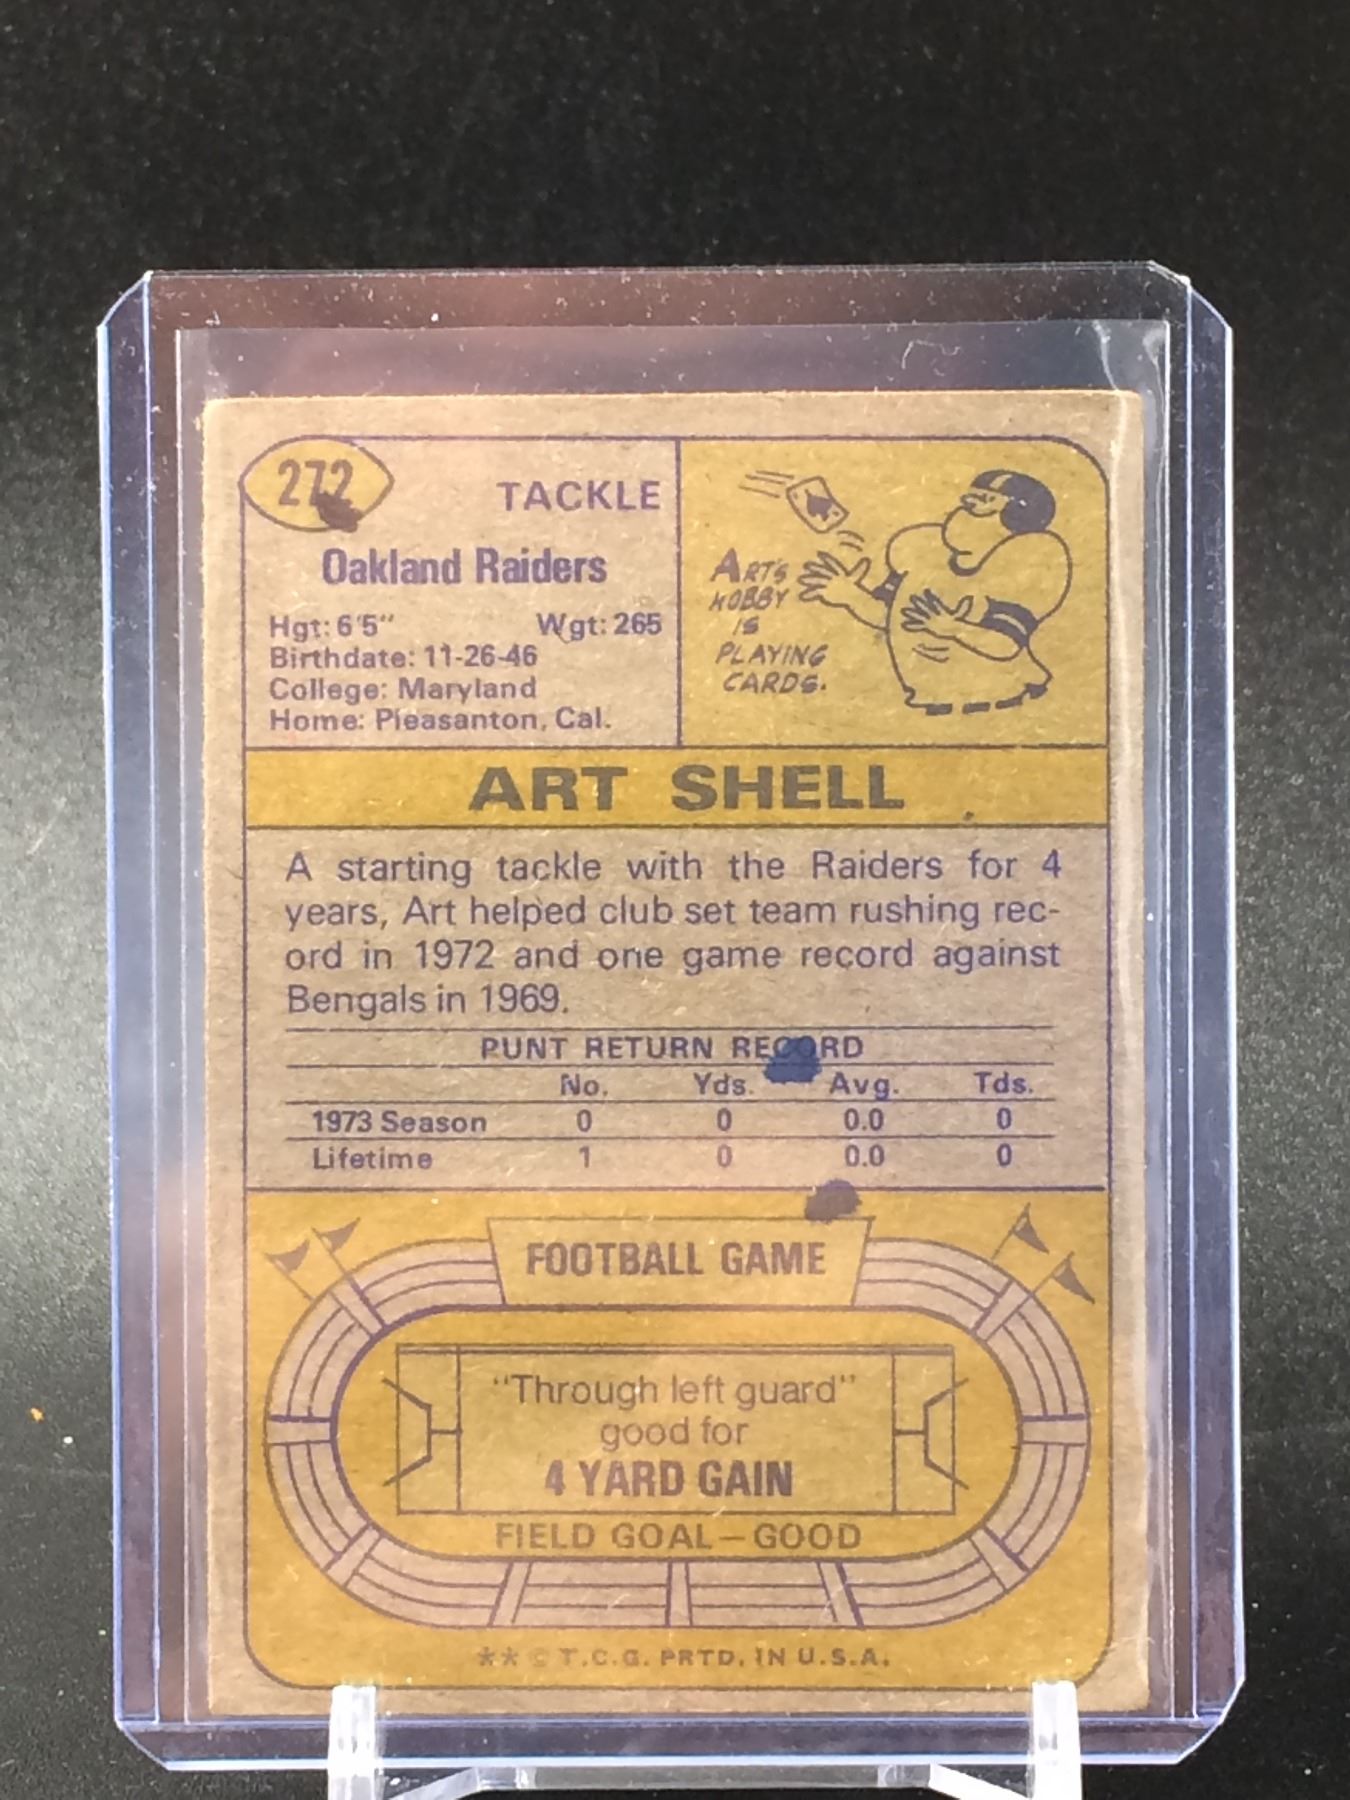 272
TACKLE
Oakland Raiders
Hgt: 6'5" Wgt: 265
Birthdate: 11-26-46
College: Maryland
Home: Pleasanton, Cal.
ART'S
HOBBY
IS
PLAYING
CARDS.
ART SHELL
A starting tackle with the Raiders for 4
years, Art helped club set team rushing rec-
ord in 1972 and one game record against
Bengals in 1969.
PUNT RETURN RECORD
No. Yds. Avg. Tds.
1973 Season 0 0 0.0 0
Lifetime 1 0 0.0 0
FOOTBALL GAME
"Through left guard"
good for
4 YARD GAIN
FIELD GOAL—GOOD
** © T.C.G. PRTD. IN U.S.A.